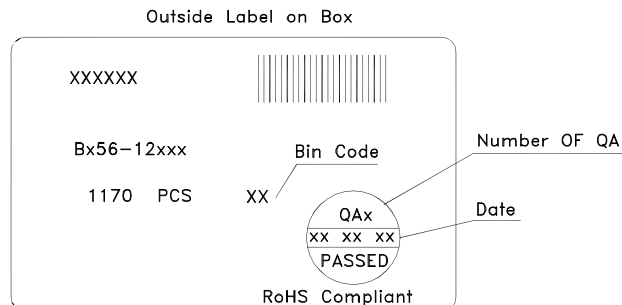 Outside Label on Box
XXXXXX
Bx56-12xxx
Bin Code
Number OF QA
1170 PCS XX
QAx
Date
xx xx xx
PASSED
RoHS Compliant